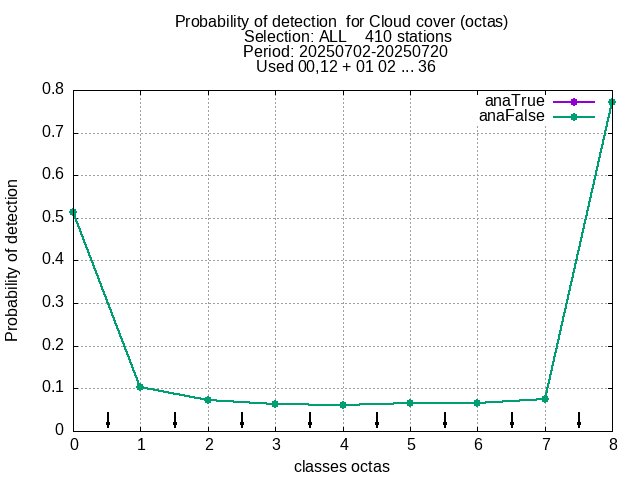 Probability of detection  for Cloud cover (octas)
Selection: ALL    410 stations
Period: 20250702-20250720
Used 00,12 + 01 02 ... 36
anaTrue
anaFalse
Probability of detection
0.8
0.7
0.6
0.5
0.4
0.3
0.2
0.1
0
0 1 2 3 4 5 6 7 8
classes octas